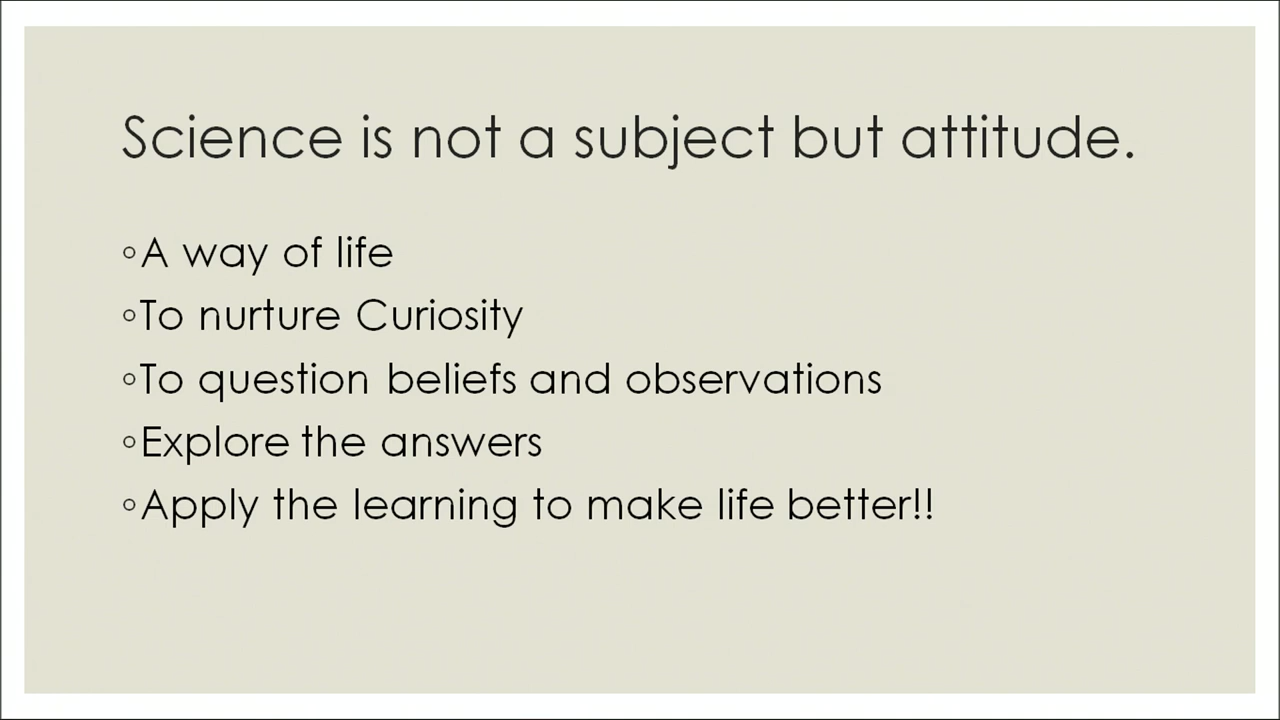 Science is not a subject but attitude.
◦A way of life
◦To nurture Curiosity
◦To question beliefs and observations
◦Explore the answers
◦Apply the learning to make life better!!